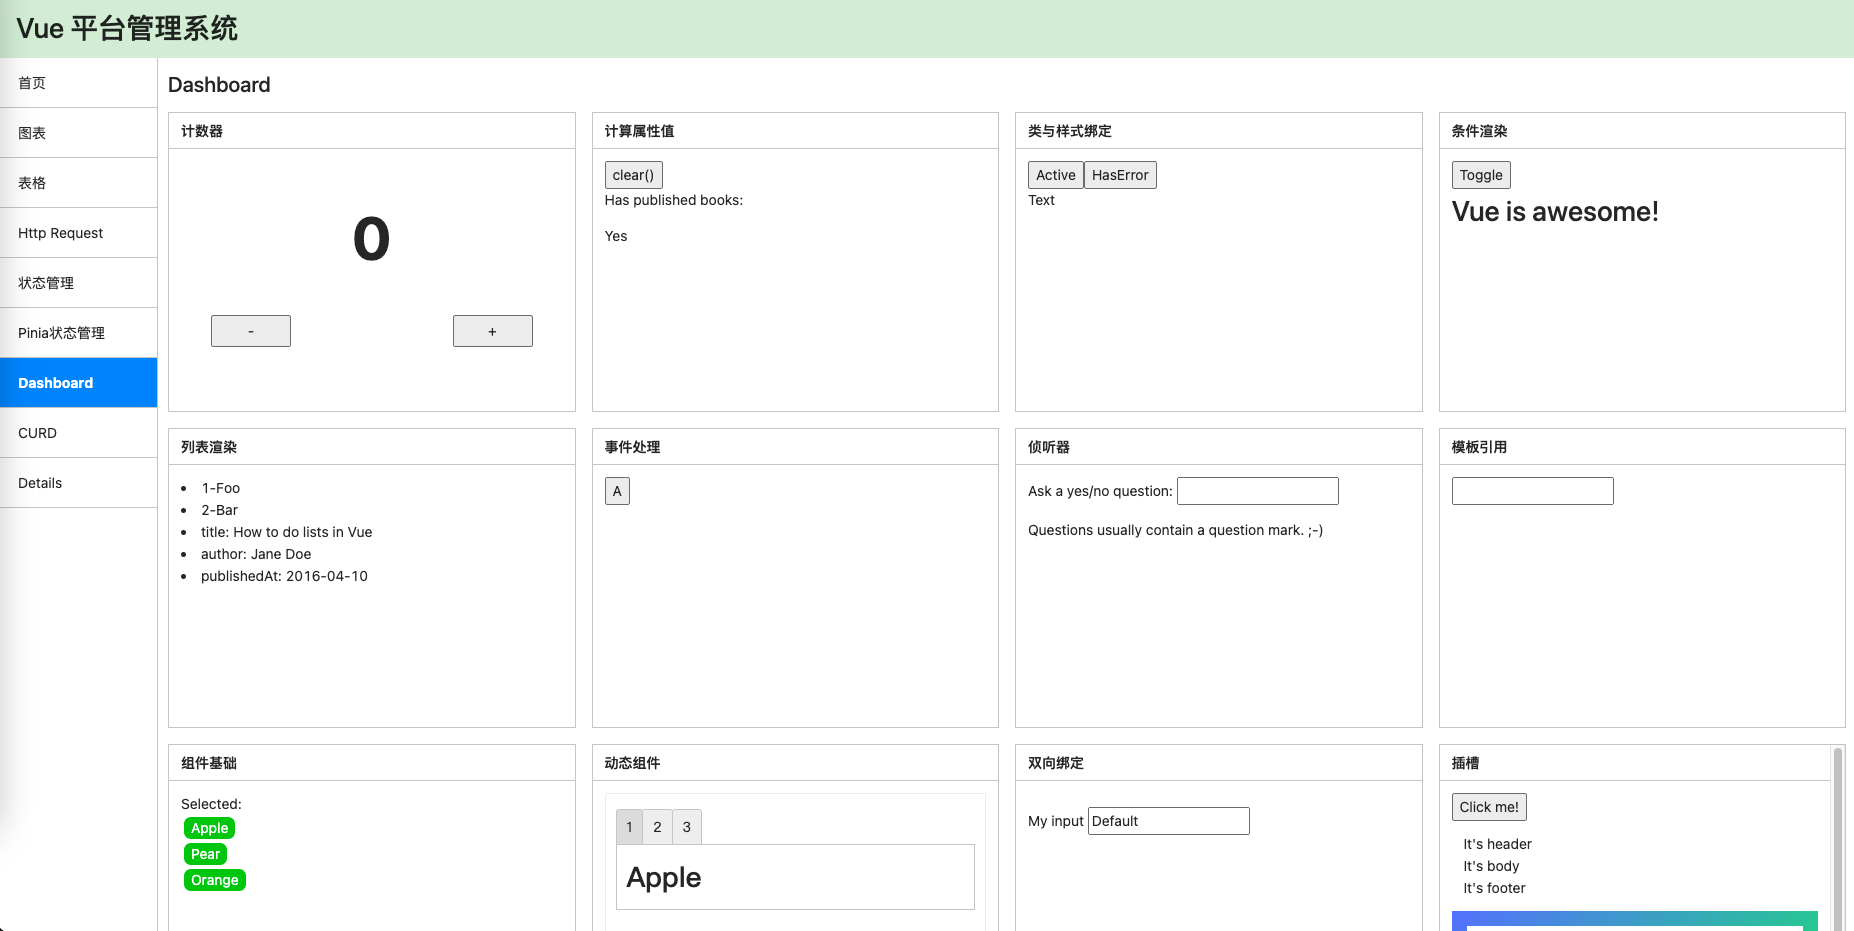 Vue 平台管理系统
首页
图表
表格
Http Request
状态管理
Pinia状态管理
Dashboard
CURD
Details
Dashboard
计数器
0
-
+
计算属性值
clear()
Has published books:
Yes
类与样式绑定
Active HasError
Text
条件渲染
Toggle
Vue is awesome!
列表渲染
1-Foo
2-Bar
title: How to do lists in Vue
author: Jane Doe
publishedAt: 2016-04-10
事件处理
A
侦听器
Ask a yes/no question:
Questions usually contain a question mark. ;-)
模板引用
组件基础
Selected:
Apple
Pear
Orange
动态组件
1 2 3
Apple
双向绑定
My input Default
插槽
Click me!
It's header
It's body
It's footer